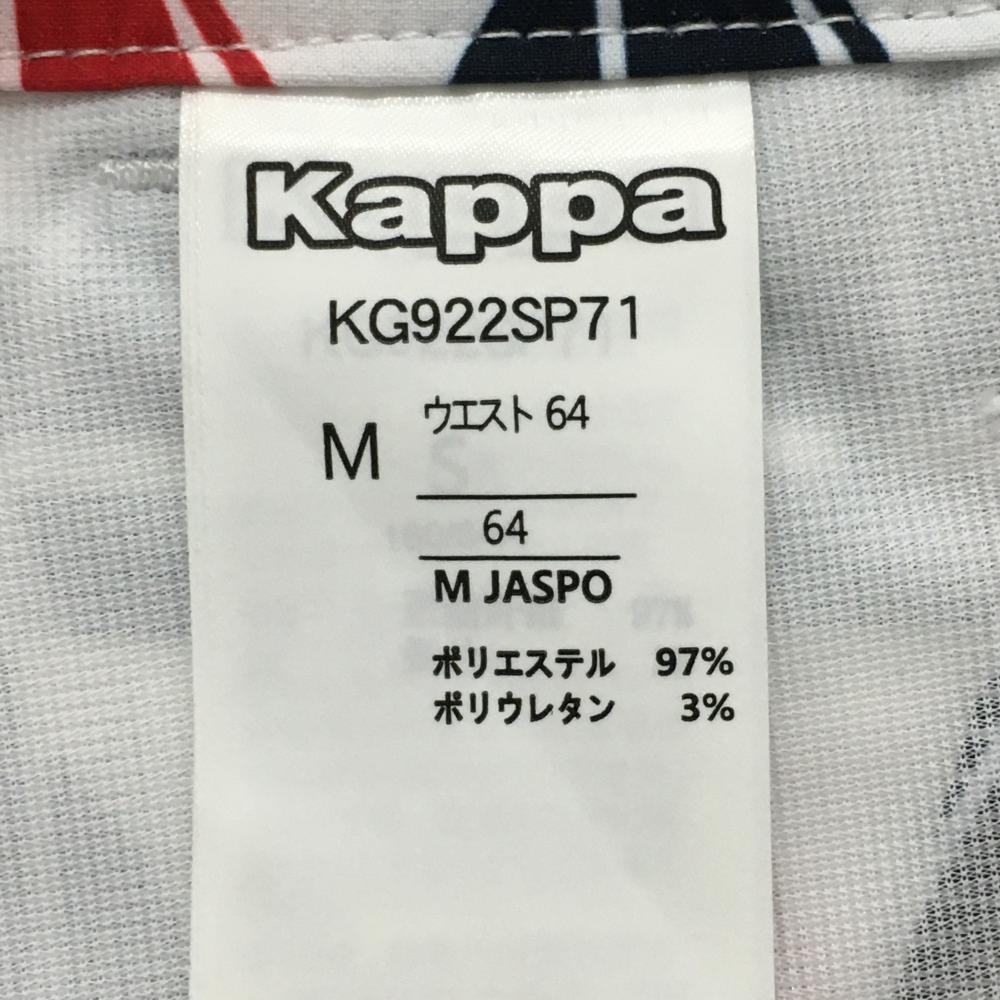 Kappa
KG922SP71
M ウエスト 64
64
M JASPO
ポリエステル 97%
ポリウレタン 3%